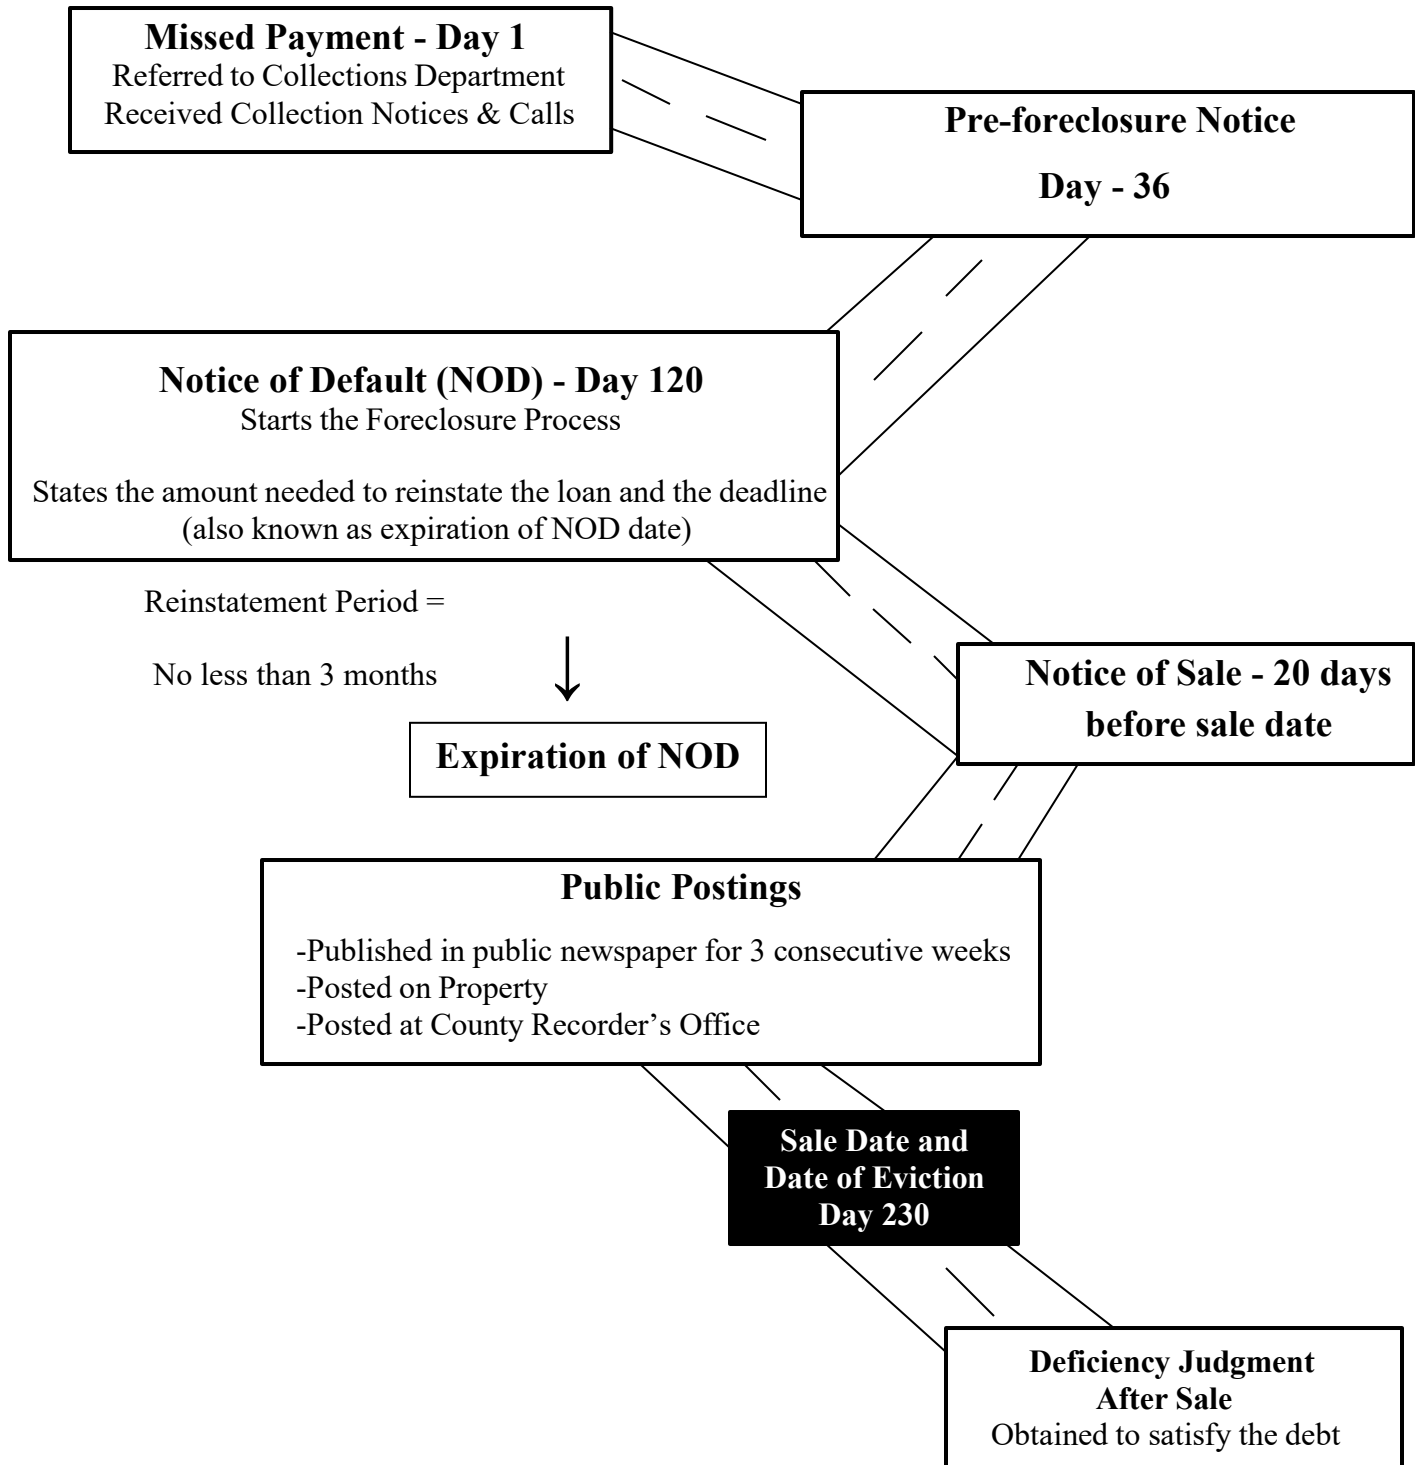 Missed Payment - Day 1
Referred to Collections Department
Received Collection Notices & Calls
Pre-foreclosure Notice
Day - 36
Notice of Default (NOD) - Day 120
Starts the Foreclosure Process
States the amount needed to reinstate the loan and the deadline
(also known as expiration of NOD date)
Reinstatement Period =
No less than 3 months
Notice of Sale - 20 days
before sale date
Expiration of NOD
Public Postings
-Published in public newspaper for 3 consecutive weeks
-Posted on Property
-Posted at County Recorder’s Office
Sale Date and
Date of Eviction
Day 230
Deficiency Judgment
After Sale
Obtained to satisfy the debt